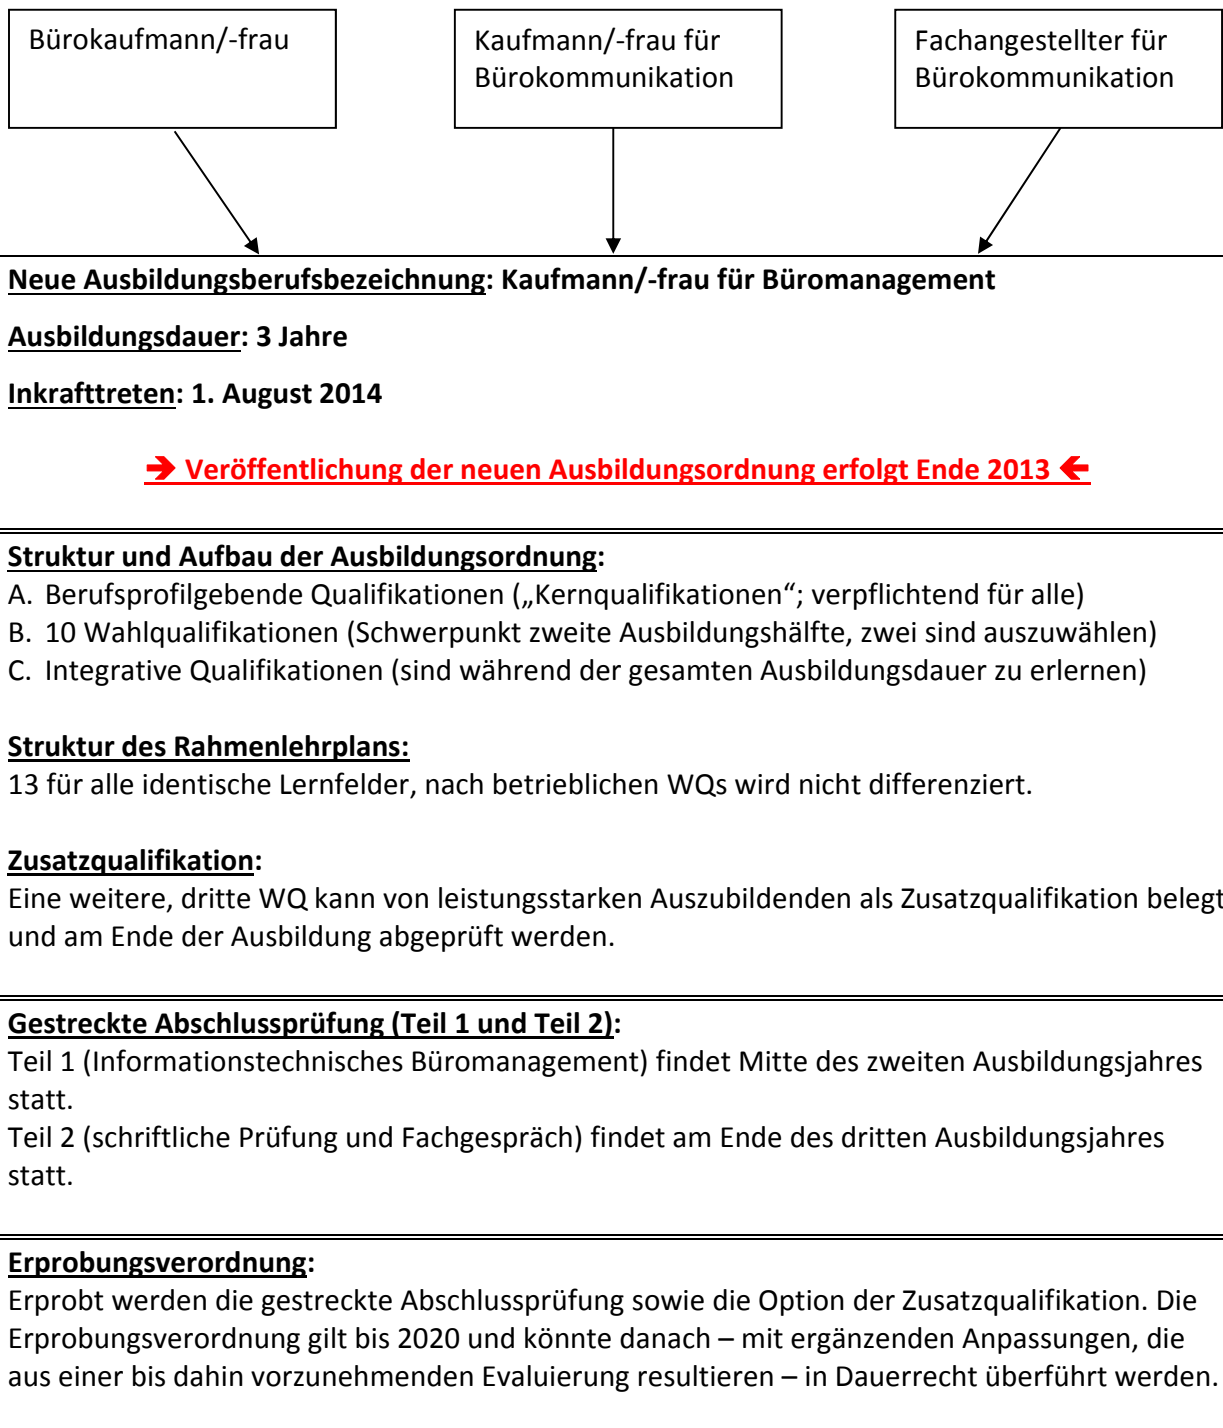 Bürokaufmann/-frau
Kaufmann/-frau für
Bürokommunikation
Fachangestellter für
Bürokommunikation
Neue Ausbildungsberufsbezeichnung: Kaufmann/-frau für Büromanagement
Ausbildungsdauer: 3 Jahre
Inkrafttreten: 1. August 2014
➔ Veröffentlichung der neuen Ausbildungsordnung erfolgt Ende 2013 🡸
Struktur und Aufbau der Ausbildungsordnung:
A. Berufsprofilgebende Qualifikationen („Kernqualifikationen“; verpflichtend für alle)
B. 10 Wahlqualifikationen (Schwerpunkt zweite Ausbildungshälfte, zwei sind auszuwählen)
C. Integrative Qualifikationen (sind während der gesamten Ausbildungsdauer zu erlernen)
Struktur des Rahmenlehrplans:
13 für alle identische Lernfelder, nach betrieblichen WQs wird nicht differenziert.
Zusatzqualifikation:
Eine weitere, dritte WQ kann von leistungsstarken Auszubildenden als Zusatzqualifikation belegt
und am Ende der Ausbildung abgeprüft werden.
Gestreckte Abschlussprüfung (Teil 1 und Teil 2):
Teil 1 (Informationstechnisches Büromanagement) findet Mitte des zweiten Ausbildungsjahres
statt.
Teil 2 (schriftliche Prüfung und Fachgespräch) findet am Ende des dritten Ausbildungsjahres
statt.
Erprobungsverordnung:
Erprobt werden die gestreckte Abschlussprüfung sowie die Option der Zusatzqualifikation. Die
Erprobungsverordnung gilt bis 2020 und könnte danach – mit ergänzenden Anpassungen, die
aus einer bis dahin vorzunehmenden Evaluierung resultieren – in Dauerrecht überführt werden.